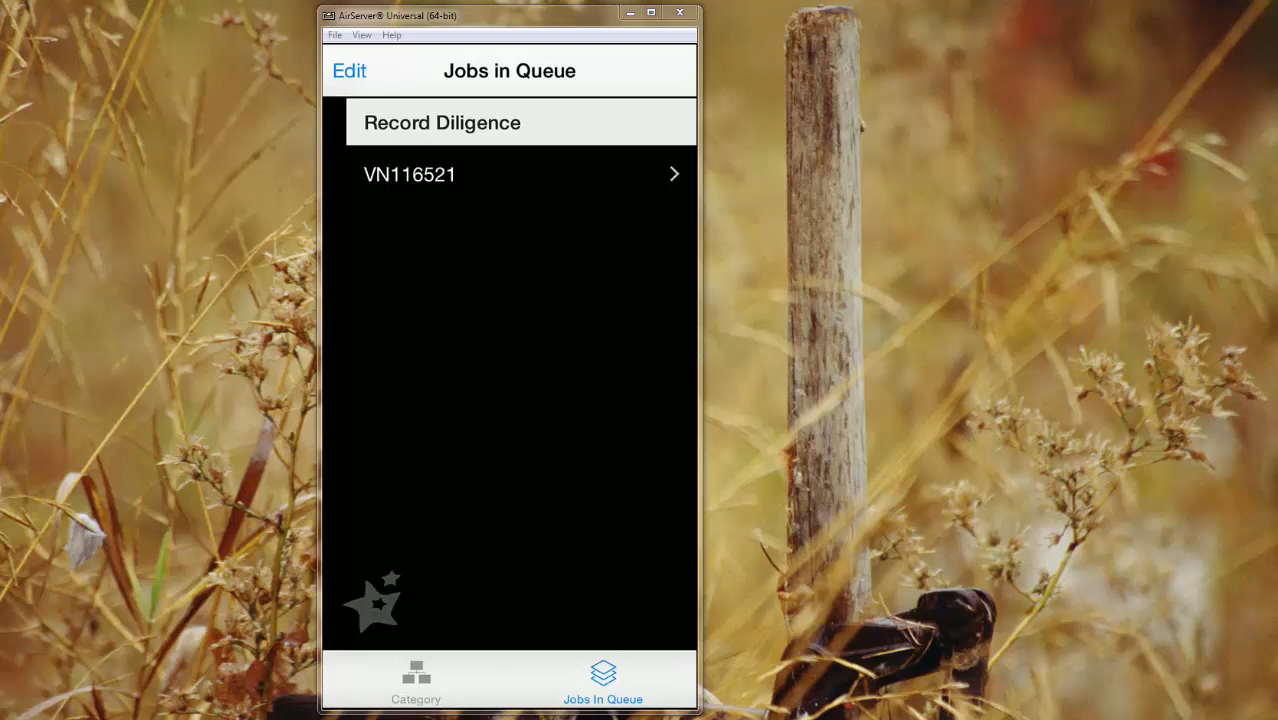 AirServer® Universal (64-bit)
File View Help
Edit
Jobs in Queue
Record Diligence
VN116521
Category
Jobs In Queue